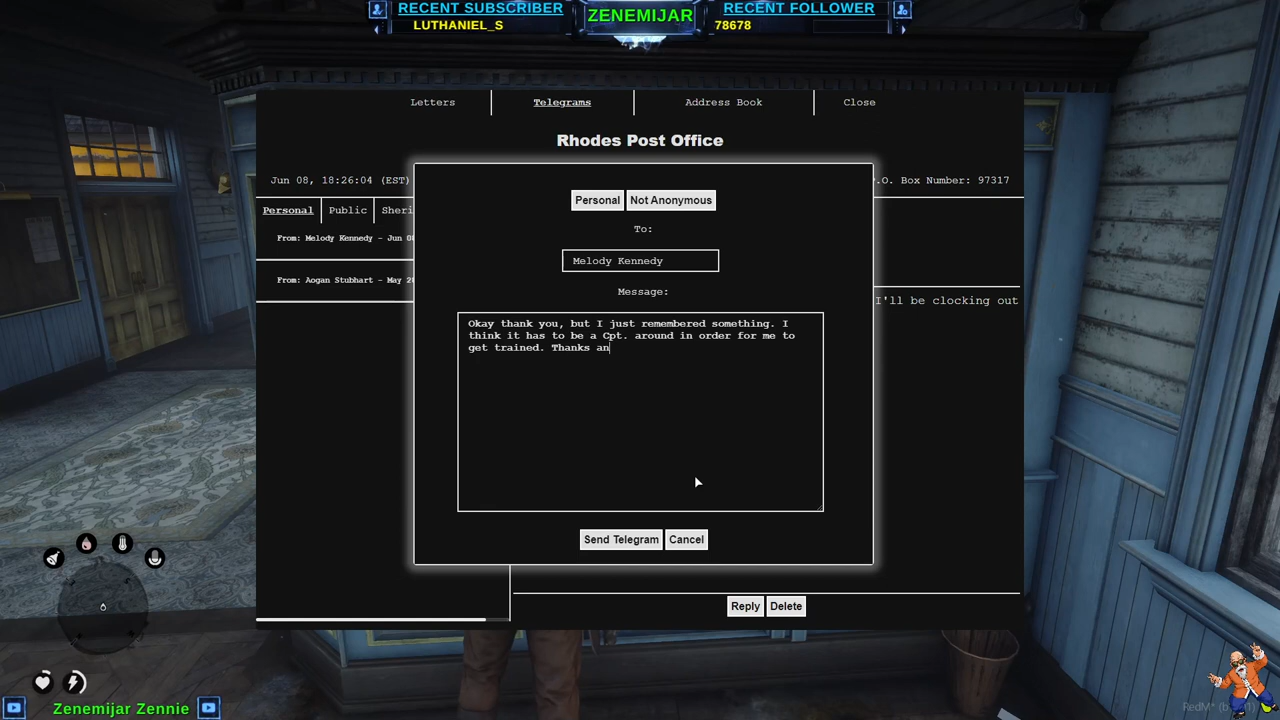 RECENT SUBSCRIBER
LUTHANIEL_S
ZENEMIJAR
RECENT FOLLOWER
78678
Letters
Telegrams
Address Book
Close
Rhodes Post Office
Jun 08, 18:26:04 (EST)
P.O. Box Number: 97317
Personal
Public
Sheri
From: Melody Kennedy - Jun 08
From: Aogan Stubhart - May 2
I'll be clocking out
Personal
Not Anonymous
To:
Melody Kennedy
Message:
Okay thank you, but I just remembered something. I
think it has to be a Cpt. around in order for me to
get trained. Thanks an
Send Telegram
Cancel
Reply
Delete
Zenemijar Zennie